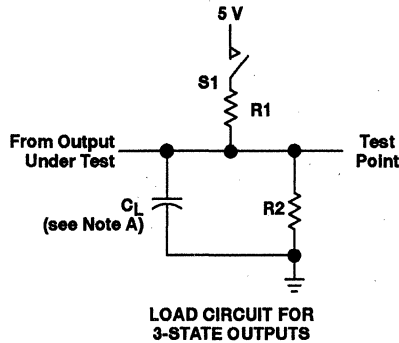 5 V
S1
R1
From Output
Under Test
Test
Point
CL
(see Note A)
R2
LOAD CIRCUIT FOR
3-STATE OUTPUTS